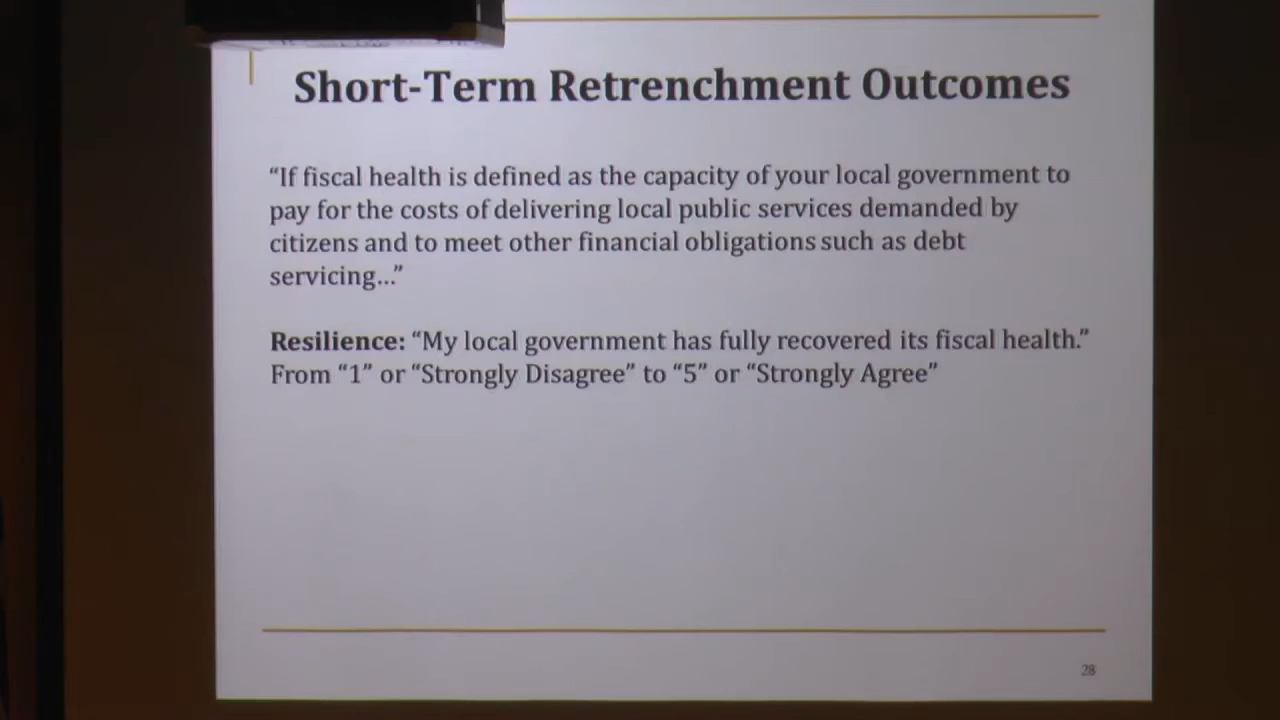 Short-Term Retrenchment Outcomes
“If fiscal health is defined as the capacity of your local government to
pay for the costs of delivering local public services demanded by
citizens and to meet other financial obligations such as debt
servicing...”
Resilience: “My local government has fully recovered its fiscal health.”
From “1” or “Strongly Disagree” to “5” or “Strongly Agree”
28